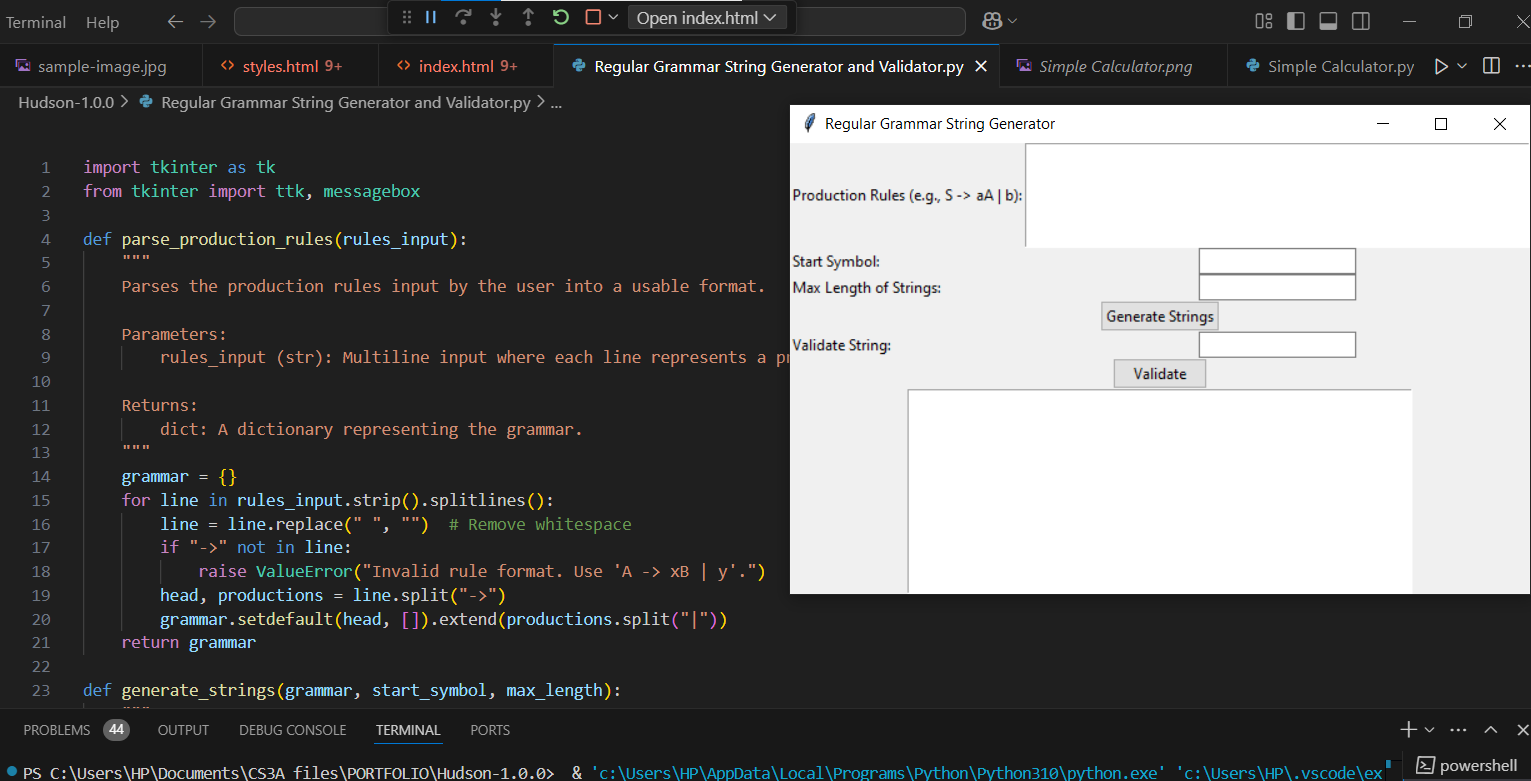 Terminal Help Open index.html
sample-image.jpg styles.html 9+ index.html 9+ Regular Grammar String Generator and Validator.py Simple Calculator.png Simple Calculator.py
Hudson-1.0.0 > Regular Grammar String Generator and Validator.py > ...
1 import tkinter as tk
2 from tkinter import ttk, messagebox
3
4 def parse_production_rules(rules_input):
5 """
6 Parses the production rules input by the user into a usable format.
7
8 Parameters:
9 rules_input (str): Multiline input where each line represents a p
10
11 Returns:
12 dict: A dictionary representing the grammar.
13 """
14 grammar = {}
15 for line in rules_input.strip().splitlines():
16 line = line.replace(" ", "") # Remove whitespace
17 if "->" not in line:
18 raise ValueError("Invalid rule format. Use 'A -> xB | y'.")
19 head, productions = line.split("->")
20 grammar.setdefault(head, []).extend(productions.split("|"))
21 return grammar
22
23 def generate_strings(grammar, start_symbol, max_length):
"""
Regular Grammar String Generator
Production Rules (e.g., S -> aA | b):
Start Symbol:
Max Length of Strings:
Generate Strings
Validate String:
Validate
PROBLEMS 44 OUTPUT DEBUG CONSOLE TERMINAL PORTS
PS C:\Users\HP\Documents\CS3A files\PORTFOLIO\Hudson-1.0.0> & 'c:\Users\HP\AppData\Local\Programs\Python\Python310\python.exe' 'c:\Users\HP\.vscode\ex
powershell